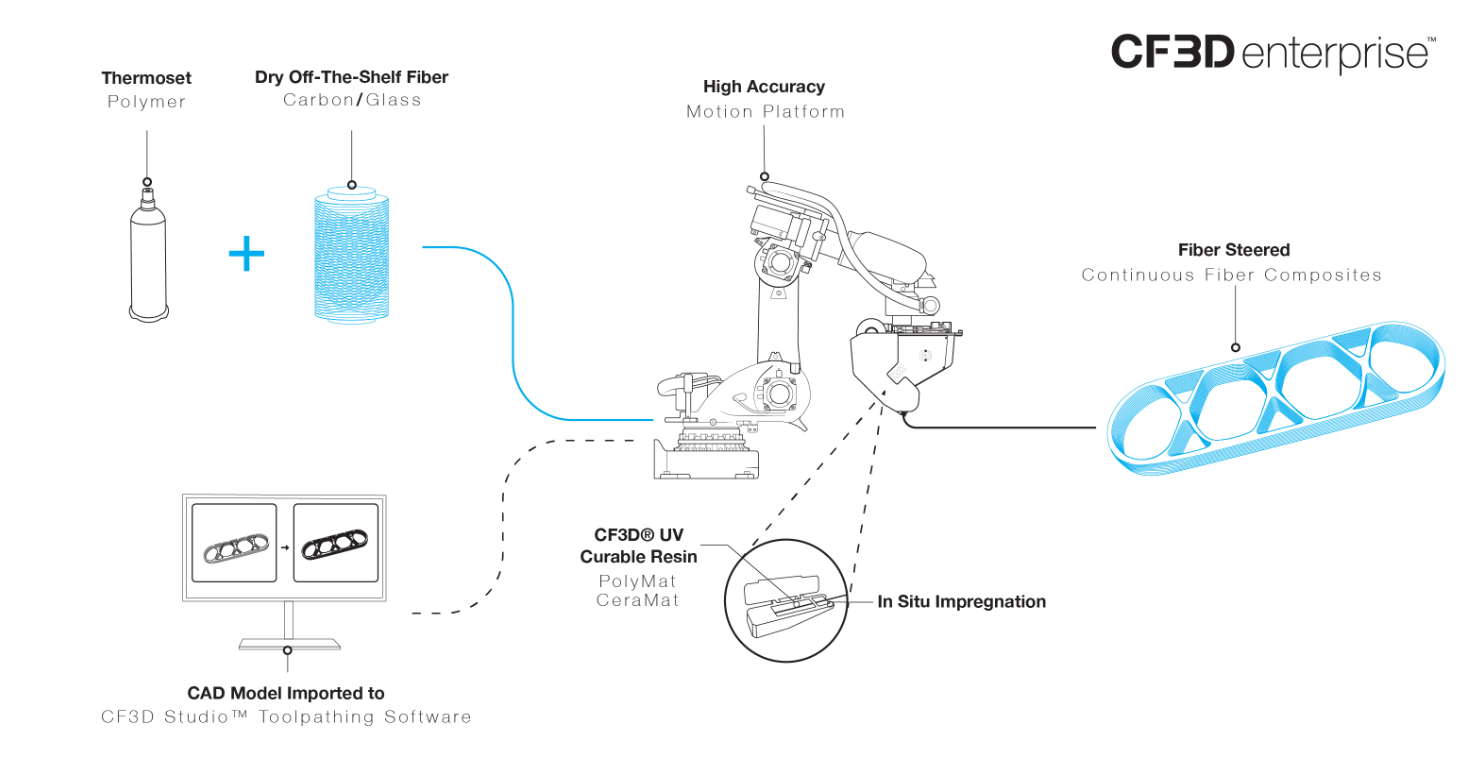 CF3D enterprise™
Thermoset
Polymer
Dry Off-The-Shelf Fiber
Carbon/Glass
High Accuracy
Motion Platform
Fiber Steered
Continuous Fiber Composites
CF3D® UV
Curable Resin
PolyMat
CeraMat
In Situ Impregnation
CAD Model Imported to
CF3D Studio™ Toolpathing Software